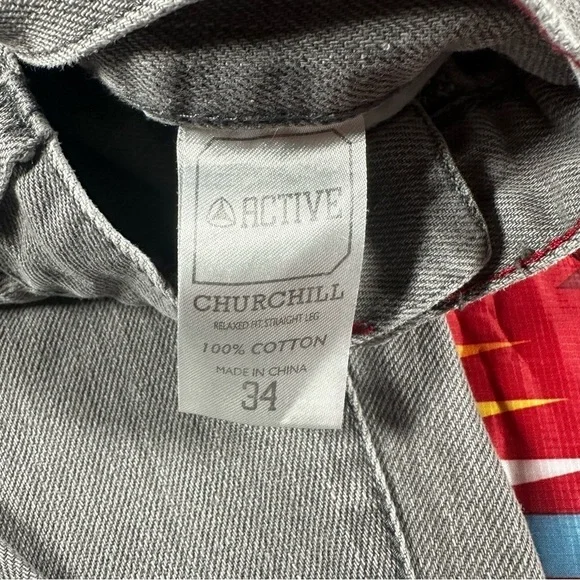 ACTIVE
CHURCHILL
RELAXED FIT: STRAIGHT LEG
100% COTTON
MADE IN CHINA
34